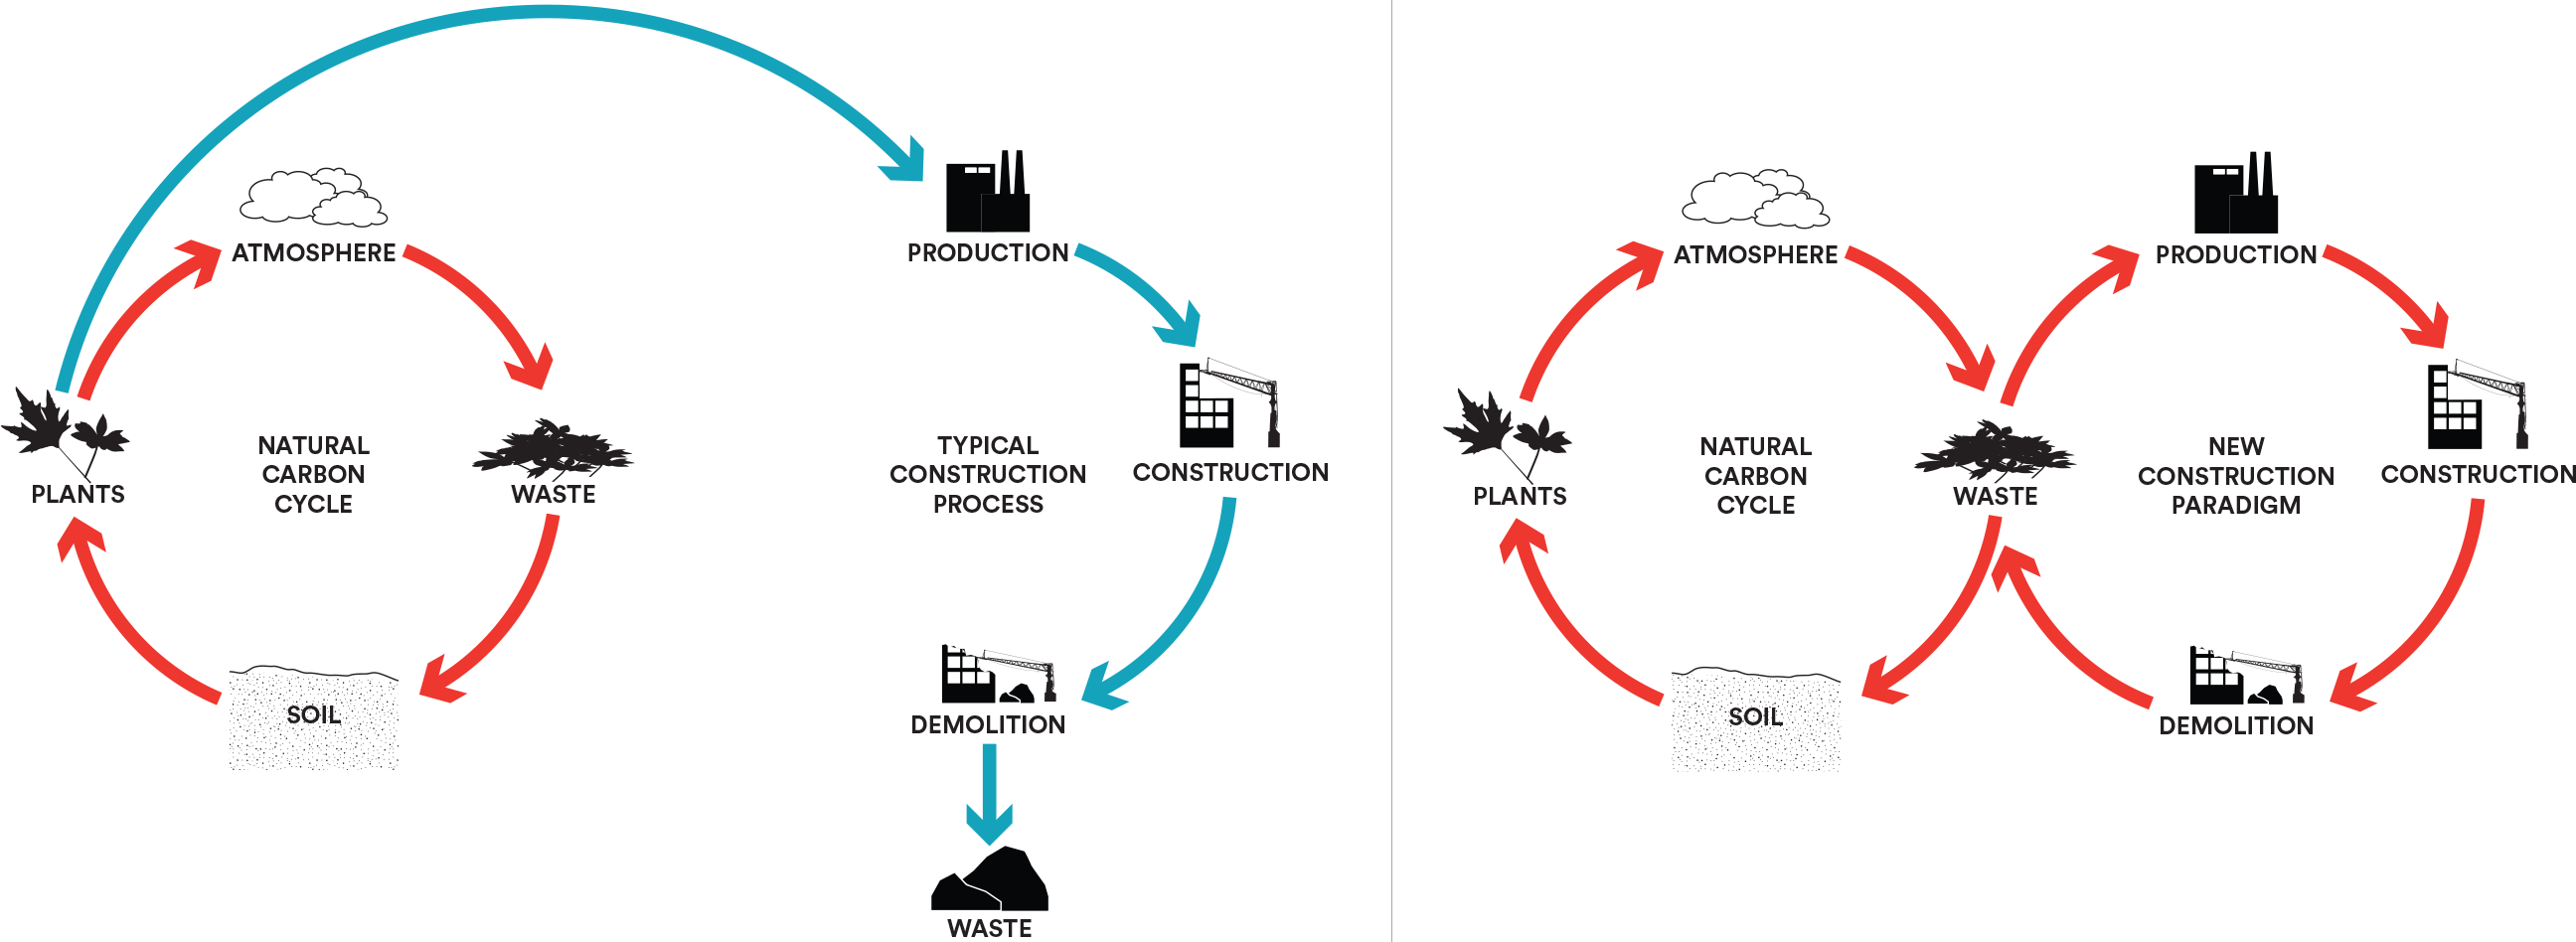 ATMOSPHERE
PRODUCTION
PLANTS
NATURAL
CARBON
CYCLE
WASTE
TYPICAL
CONSTRUCTION
PROCESS
CONSTRUCTION
SOIL
DEMOLITION
WASTE
ATMOSPHERE
PRODUCTION
PLANTS
NATURAL
CARBON
CYCLE
WASTE
NEW
CONSTRUCTION
PARADIGM
CONSTRUCTION
SOIL
DEMOLITION